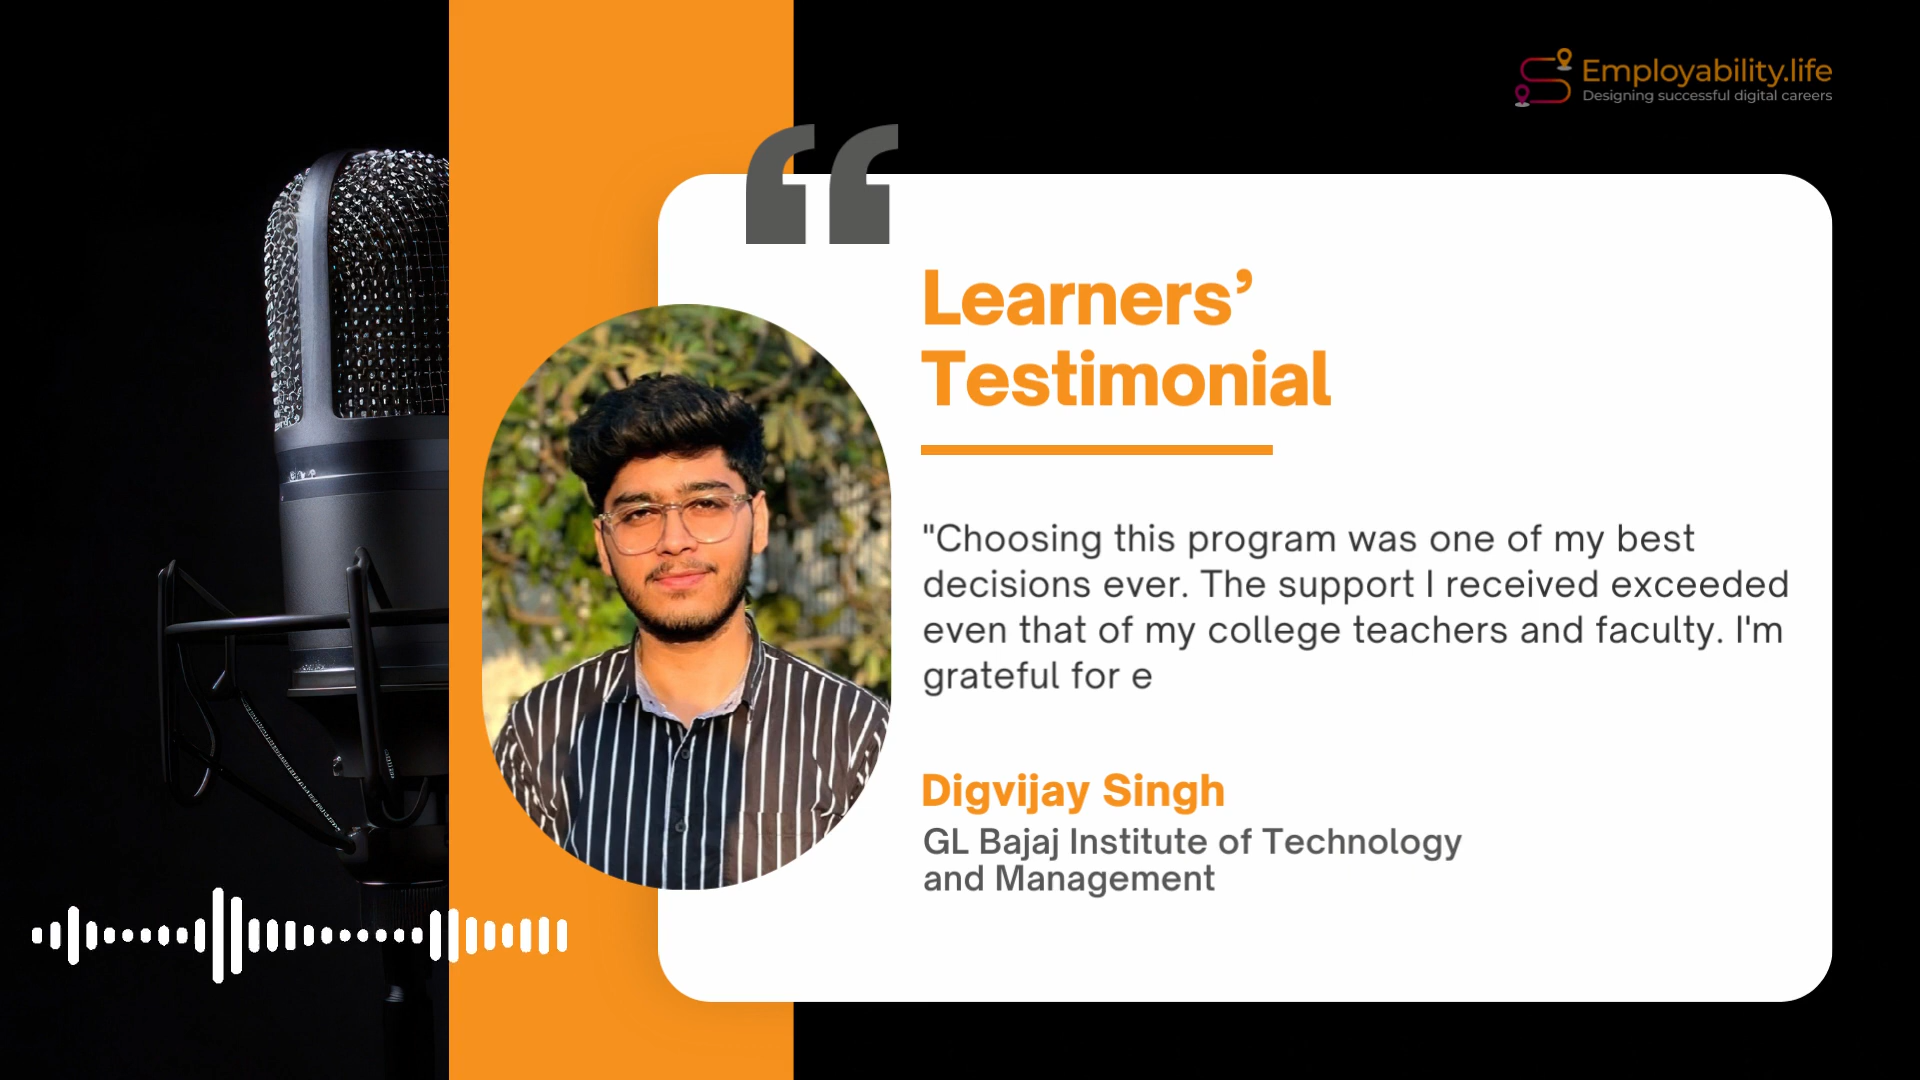 Employability.life
Designing successful digital careers
Learners’
Testimonial
"Choosing this program was one of my best
decisions ever. The support I received exceeded
even that of my college teachers and faculty. I'm
grateful for e
Digvijay Singh
GL Bajaj Institute of Technology
and Management